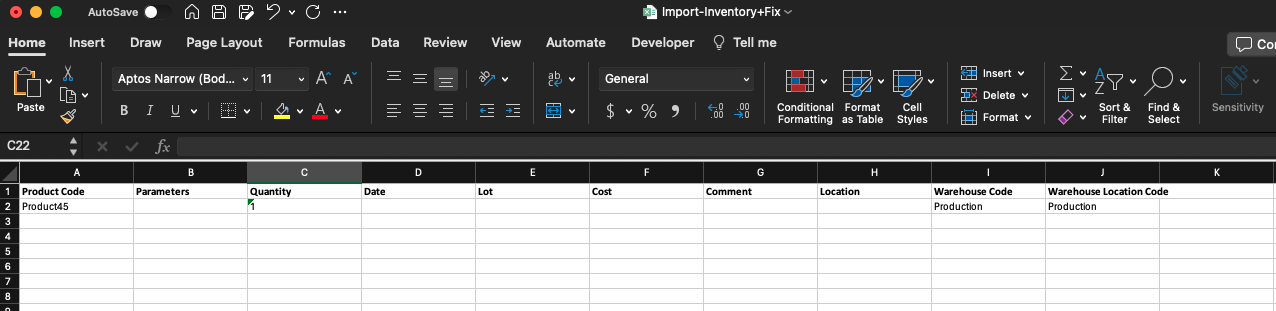 AutoSave
Import-Inventory+Fix
Home Insert Draw Page Layout Formulas Data Review View Automate Developer Tell me
Paste
Aptos Narrow (Bod... 11
B I U
A
ab
General
$ % 9
Conditional Formatting
Format as Table
Cell Styles
Insert
Delete
Format
Sort & Filter
Find & Select
Sensitivity
C22 fx
A B C D E F G H I J K
1 Product Code Parameters Quantity Date Lot Cost Comment Location Warehouse Code Warehouse Location Code
2 Product45 1 Production Production
3
4
5
6
7
8